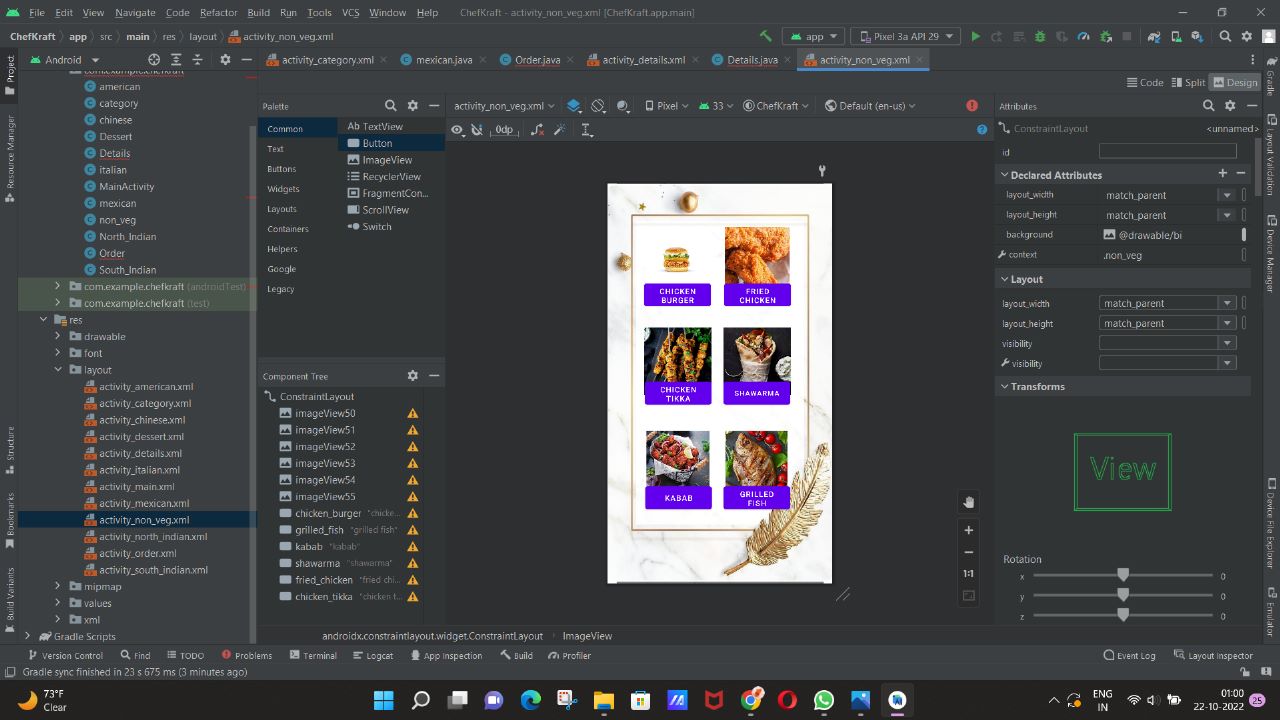 File Edit View Navigate Code Refactor Build Run Tools VCS Window Help ChefKraft - activity_non_veg.xml [ChefKraft.app.main]
ChefKraft app src main res layout activity_non_veg.xml app Pixel 3a API 29
Android activity_category.xml mexican.java Order.java activity_details.xml Details.java activity_non_veg.xml
Code Split Design
com.example.chefkraft
american
category
chinese
Dessert
Details
italian
MainActivity
mexican
non_veg
North_Indian
Order
South_Indian
com.example.chefkraft (androidTest)
com.example.chefkraft (test)
res
drawable
font
layout
activity_american.xml
activity_category.xml
activity_chinese.xml
activity_dessert.xml
activity_details.xml
activity_italian.xml
activity_main.xml
activity_mexican.xml
activity_non_veg.xml
activity_north_indian.xml
activity_order.xml
activity_south_indian.xml
mipmap
values
xml
Gradle Scripts
Project
Resource Manager
Structure
Bookmarks
Build Variants
Palette
Common
Text
Buttons
Widgets
Layouts
Containers
Helpers
Google
Legacy
Ab TextView
Button
ImageView
RecyclerView
FragmentCon...
ScrollView
Switch
Component Tree
ConstraintLayout
imageView50
imageView51
imageView52
imageView53
imageView54
imageView55
chicken_burger "chicke...
grilled_fish "grilled fish"
kabab "kabab"
shawarma "shawarma"
fried_chicken "fried chi...
chicken_tikka "chicken t...
activity_non_veg.xml Pixel 33 ChefKraft Default (en-us)
0dp
CHICKEN
BURGER
FRIED
CHICKEN
CHICKEN
TIKKA
SHAWARMA
KABAB
GRILLED
FISH
1:1
androidx.constraintlayout.widget.ConstraintLayout ImageView
Attributes
ConstraintLayout <unnamed>
id
Declared Attributes
layout_width match_parent
layout_height match_parent
background @drawable/bi
context .non_veg
Layout
layout_width match_parent
layout_height match_parent
visibility
visibility
Transforms
View
Rotation
x 0
y 0
z 0
Gradle
Layout Validation
Device Manager
Device File Explorer
Emulator
Version Control Find TODO Problems Terminal Logcat App Inspection Build Profiler Event Log Layout Inspector
Gradle sync finished in 23 s 675 ms (3 minutes ago)
73°F
Clear
ENG
IN
01:00
22-10-2022
25